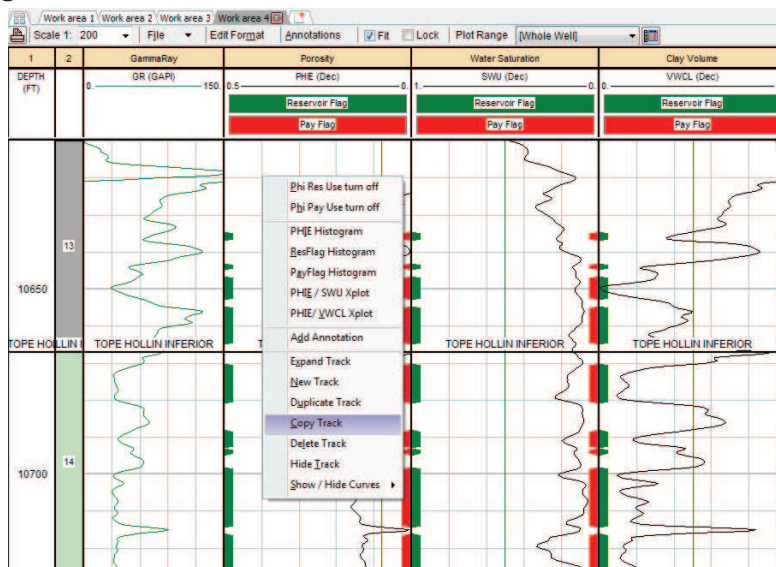 Work area 1 Work area 2 Work area 3 Work area 4
Scale 1: 200 File Edit Format Annotations Fit Lock Plot Range [Whole Well]
1 2 GammaRay Porosity Water Saturation Clay Volume
DEPTH (FT) GR (GAPI) PHIE (Dec) SWU (Dec) VWCL (Dec)
0. 150. 0.5 0. 1. 0. 0.
Reservoir Flag Reservoir Flag Reservoir Flag
Pay Flag Pay Flag Pay Flag
Phi Res Use turn off
Phi Pay Use turn off
PHIE Histogram
13 ResFlag Histogram
PayFlag Histogram
10650 PHIE / SWU Xplot
PHIE/ VWCL Xplot
Add Annotation
TOPE HOLLIN I TOPE HOLLIN INFERIOR T TOPE HOLLIN INFERIOR TOPE HOLLIN INFERIOR
Expand Track
New Track
Duplicate Track
Copy Track
Delete Track
14 Hide Track
10700 Show / Hide Curves